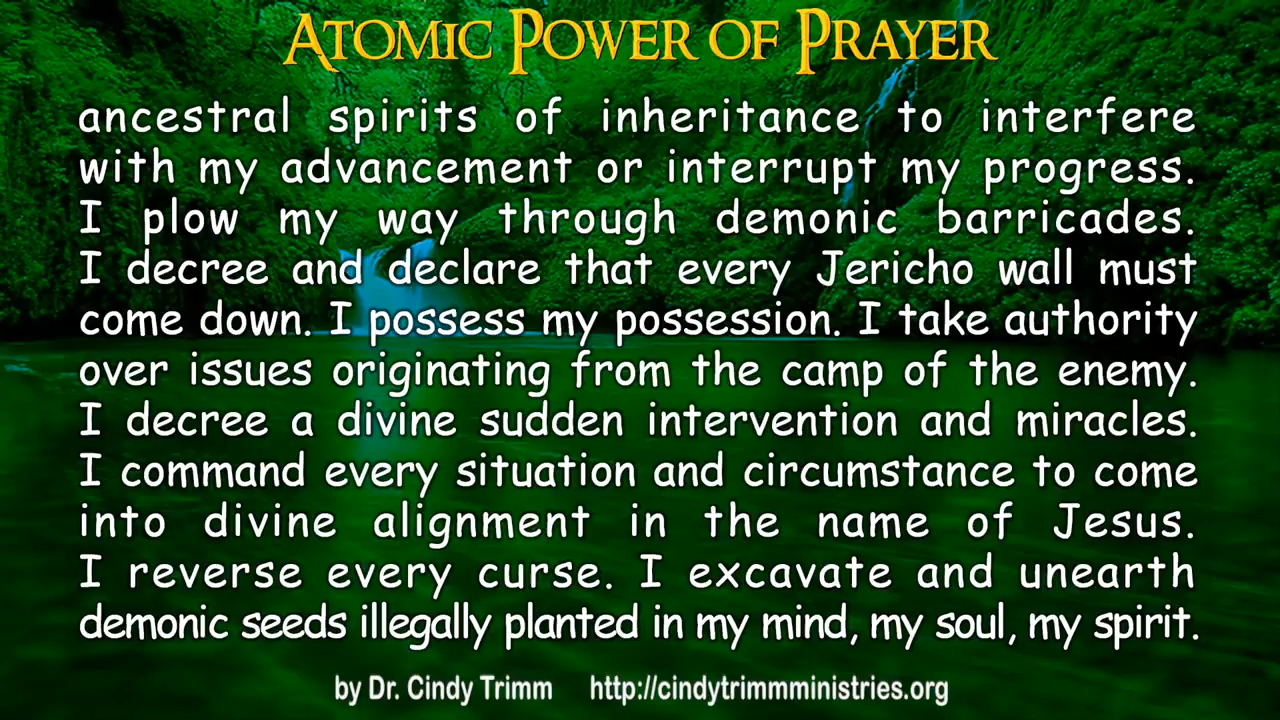 Atomic Power of Prayer
ancestral spirits of inheritance to interfere
with my advancement or interrupt my progress.
I plow my way through demonic barricades.
I decree and declare that every Jericho wall must
come down. I possess my possession. I take authority
over issues originating from the camp of the enemy.
I decree a divine sudden intervention and miracles.
I command every situation and circumstance to come
into divine alignment in the name of Jesus.
I reverse every curse. I excavate and unearth
demonic seeds illegally planted in my mind, my soul, my spirit.
by Dr. Cindy Trimm http://cindytrimmministries.org